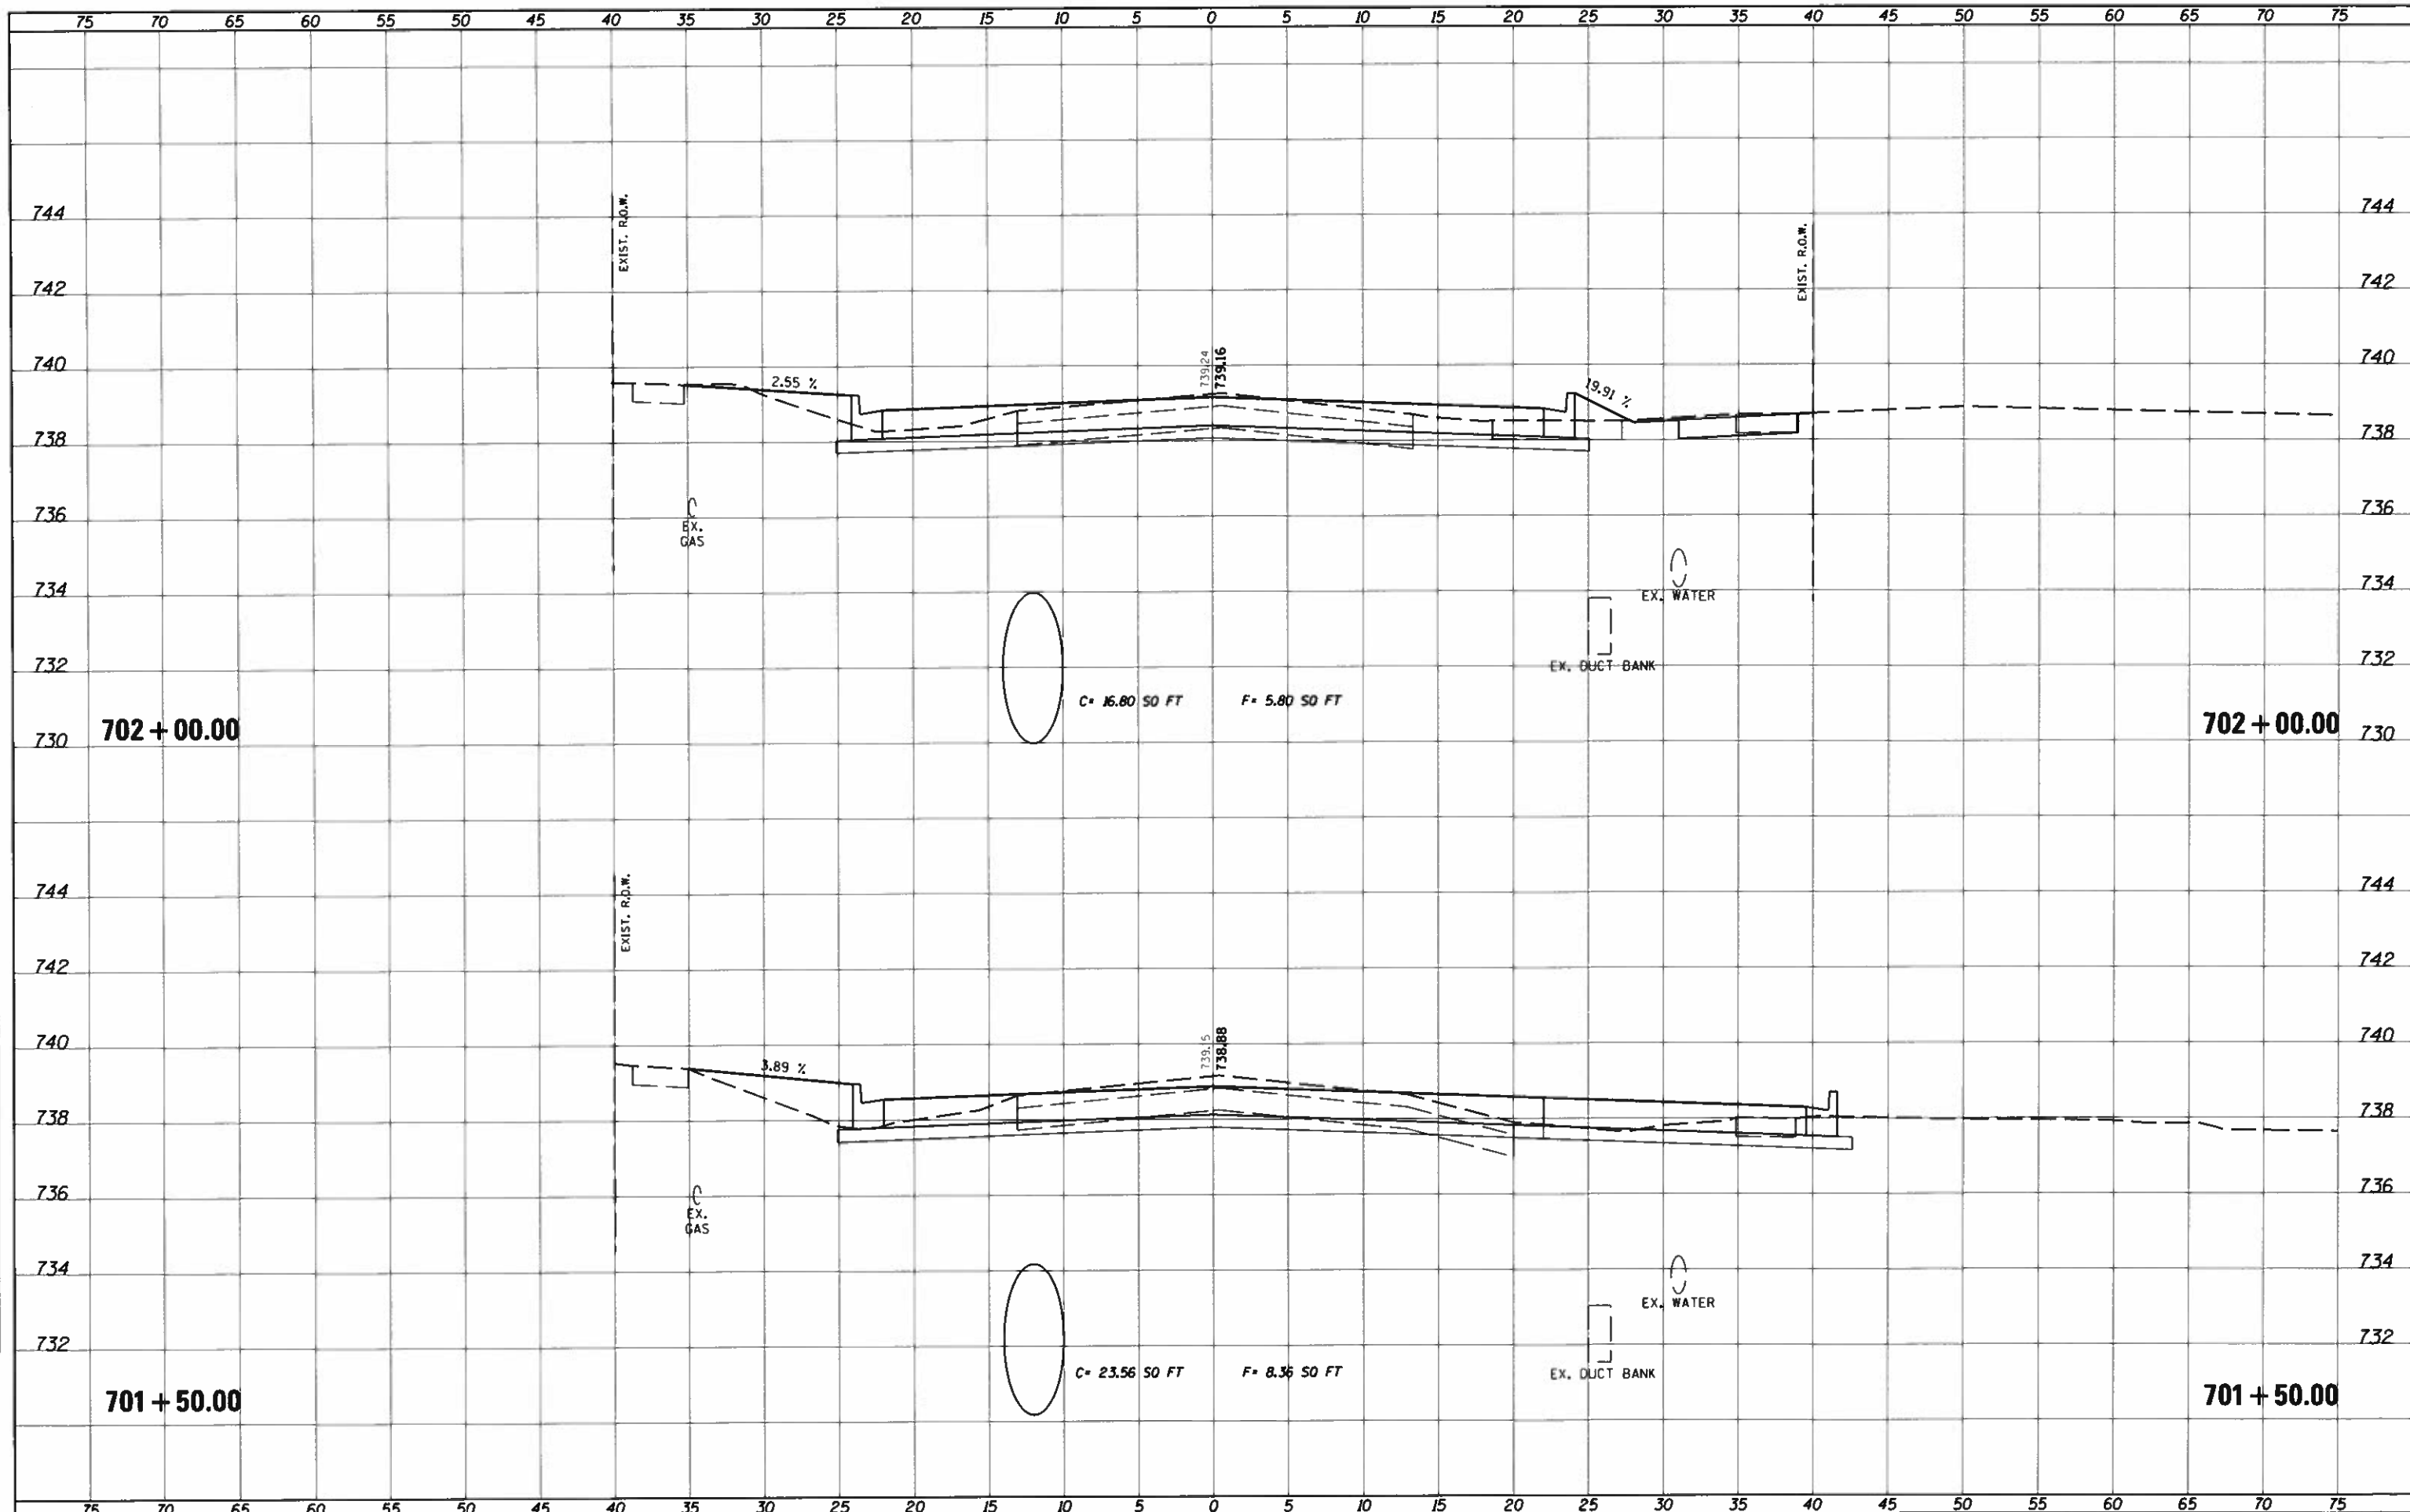 75 70 65 60 55 50 45 40 35 30 25 20 15 10 5 0 5 10 15 20 25 30 35 40 45 50 55 60 65 70 75
744 EXIST. R.O.W. EXIST. R.O.W. 744
742 742
740 2.55 % 739.24 739.16 19.91 % 740
738 738
736 EX. GAS 736
734 EX. WATER 734
732 EX. DUCT BANK 732
C= 16.80 SQ FT F= 5.80 SQ FT
702+00.00 702+00.00
730 730
744 EXIST. R.O.W. 744
742 742
740 3.89 % 739.15 738.88 740
738 738
736 EX. GAS 736
734 EX. WATER 734
732 732
C= 23.56 SQ FT F= 8.36 SQ FT EX. DUCT BANK
701+50.00 701+50.00
75 70 65 60 55 50 45 40 35 30 25 20 15 10 5 0 5 10 15 20 25 30 35 40 45 50 55 60 65 70 75